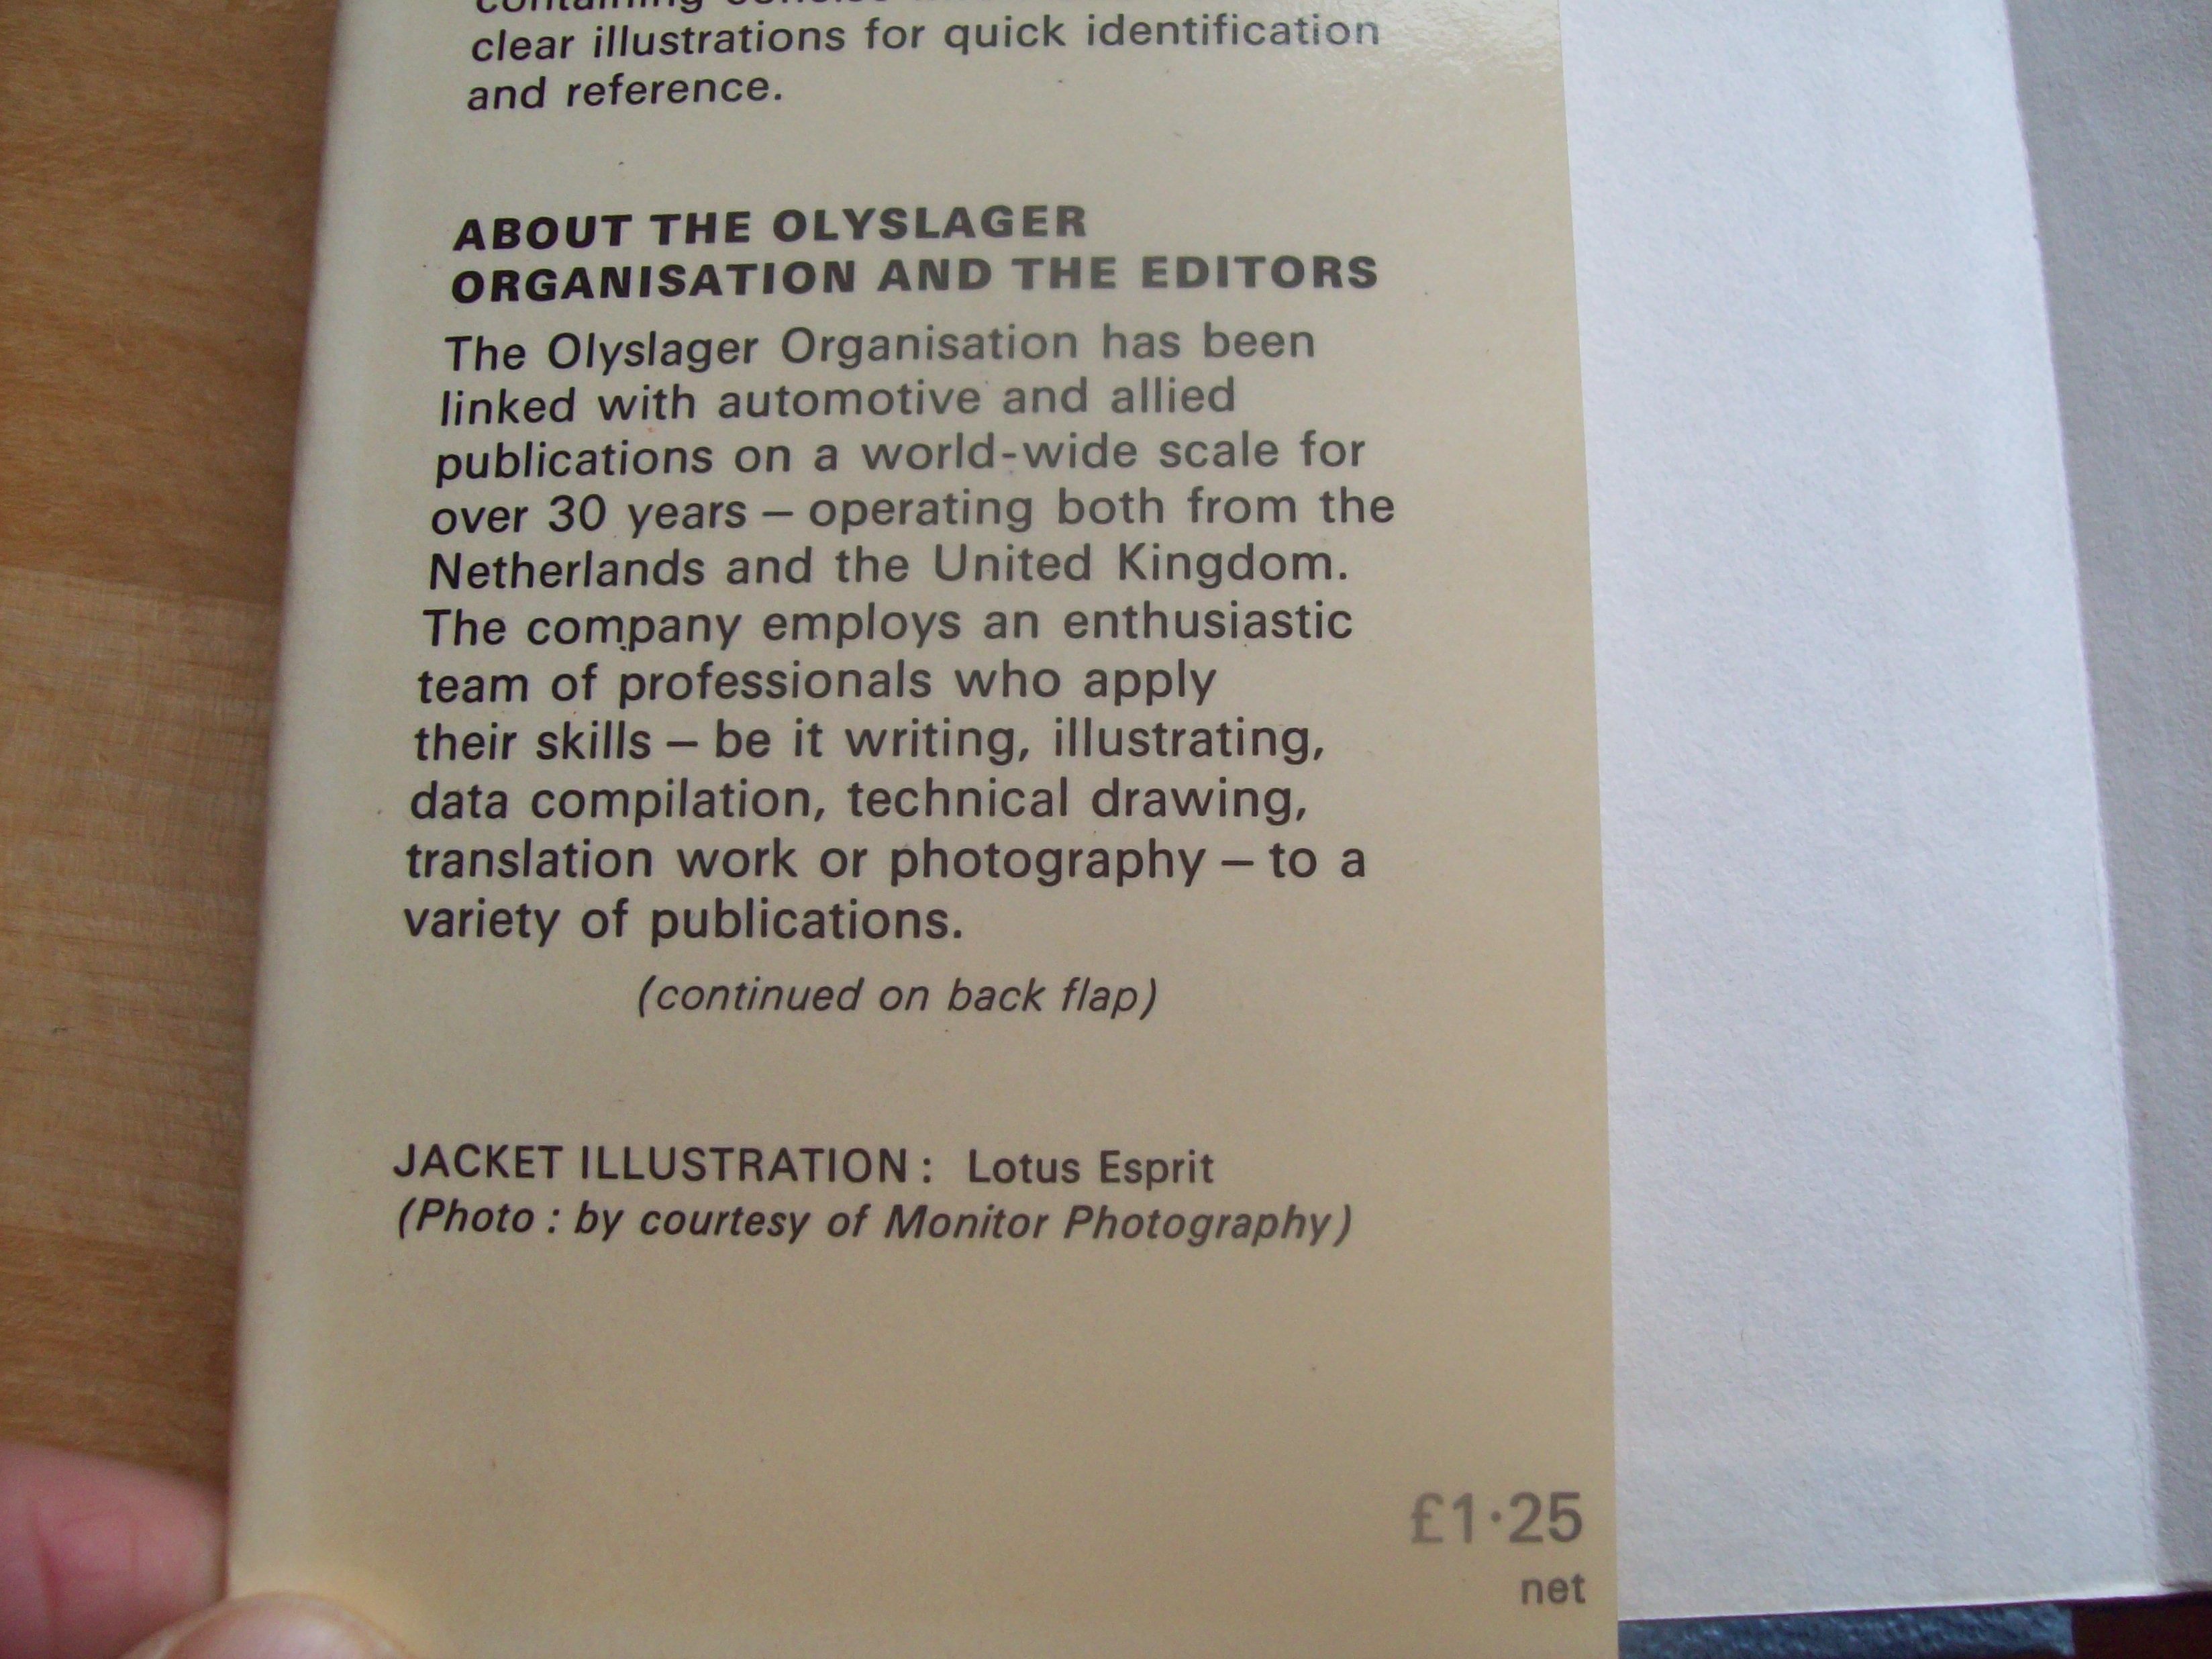 containing concise
clear illustrations for quick identification
and reference.
ABOUT THE OLYSLAGER
ORGANISATION AND THE EDITORS
The Olyslager Organisation has been
linked with automotive and allied
publications on a world-wide scale for
over 30 years – operating both from the
Netherlands and the United Kingdom.
The company employs an enthusiastic
team of professionals who apply
their skills – be it writing, illustrating,
data compilation, technical drawing,
translation work or photography – to a
variety of publications.
(continued on back flap)
JACKET ILLUSTRATION : Lotus Esprit
(Photo : by courtesy of Monitor Photography)
£1·25
net